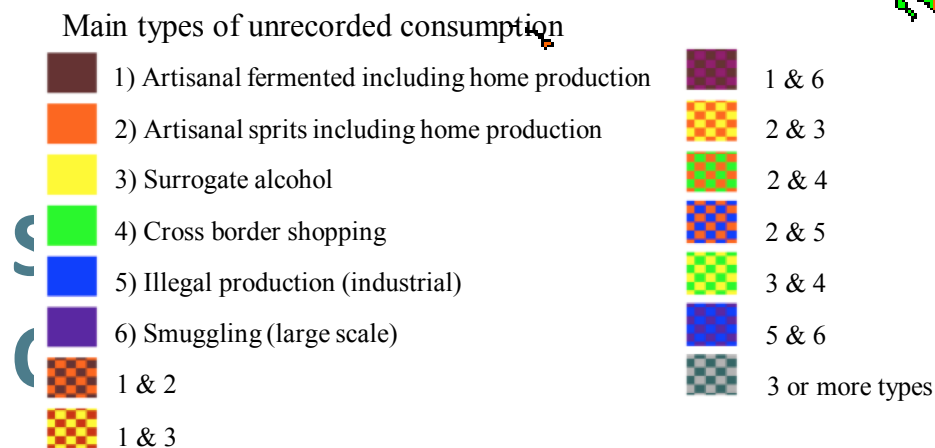 Main types of unrecorded consumption
1) Artisanal fermented including home production
2) Artisanal sprits including home production
3) Surrogate alcohol
4) Cross border shopping
5) Illegal production (industrial)
6) Smuggling (large scale)
1 & 2
1 & 3
1 & 6
2 & 3
2 & 4
2 & 5
3 & 4
5 & 6
3 or more types